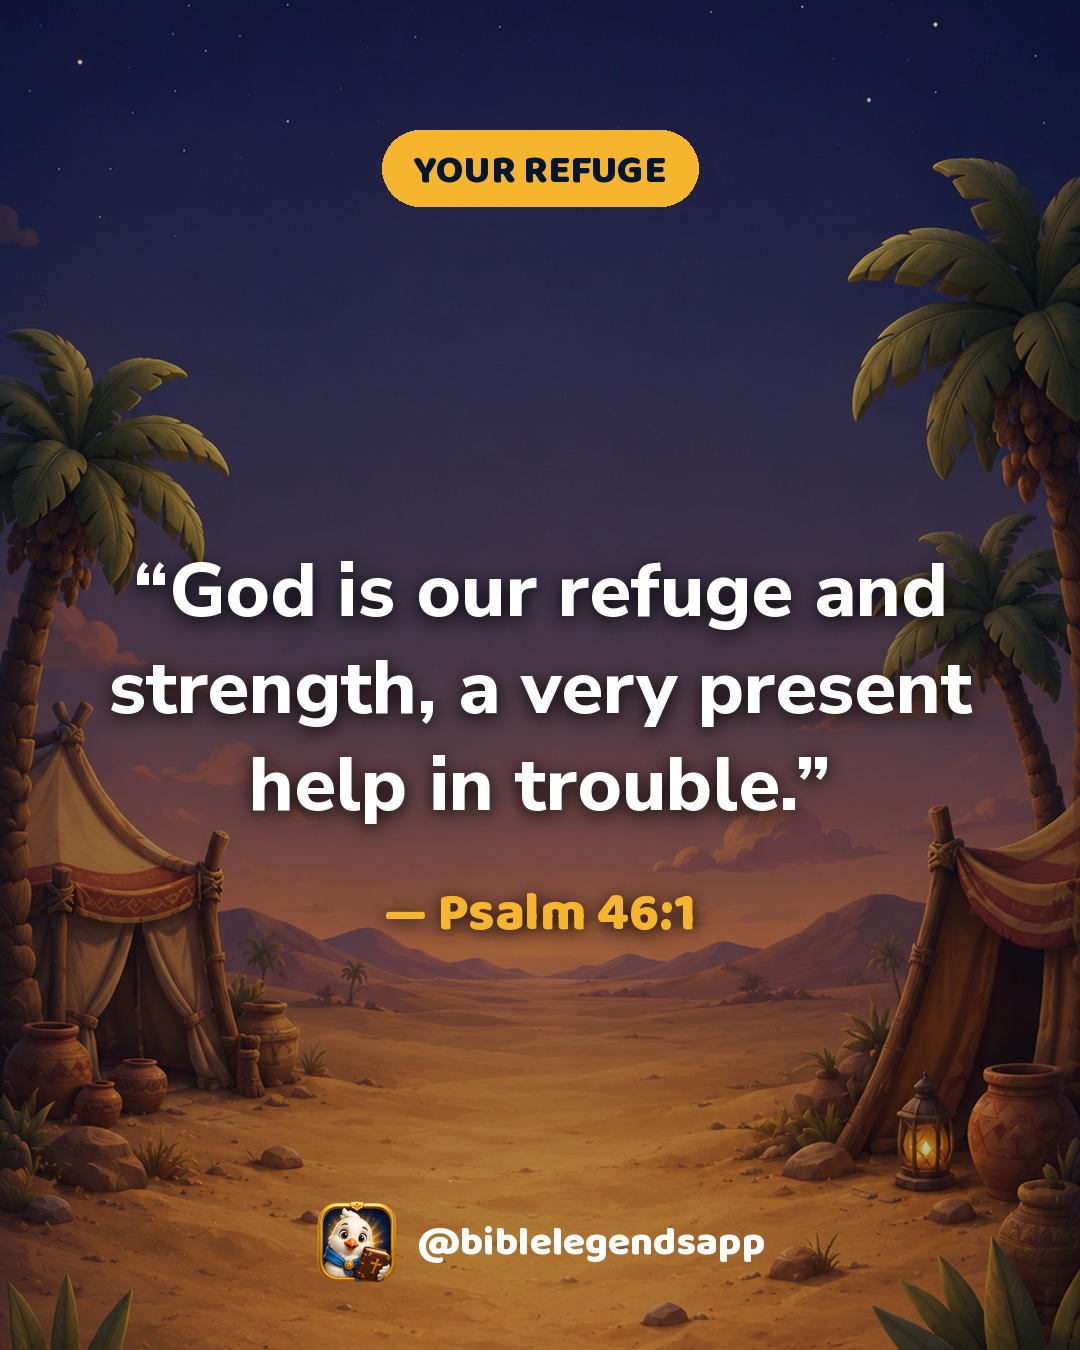 YOUR REFUGE
“God is our refuge and
strength, a very present
help in trouble.”
— Psalm 46:1
@biblelegendsapp